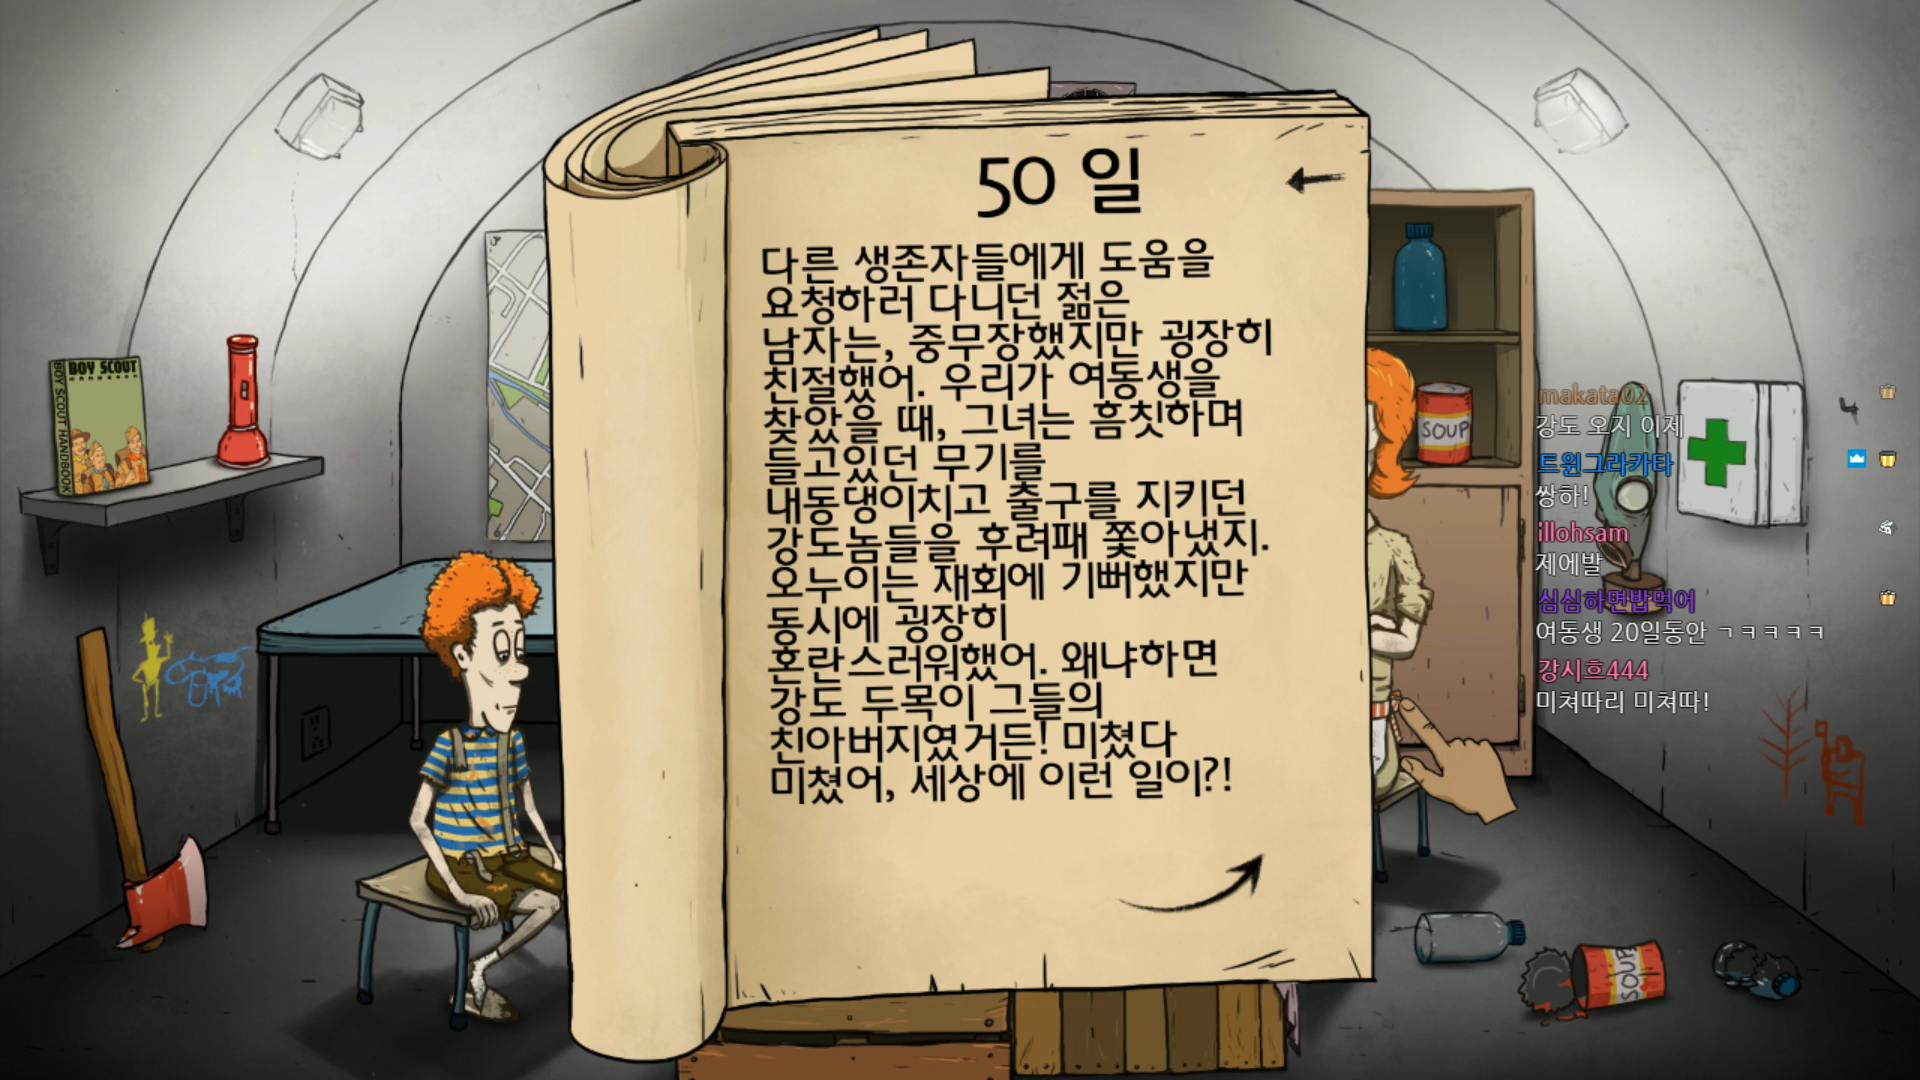 50 일
다른 생존자들에게 도움을
요청하러 다니던 젊은
남자는, 중무장했지만 굉장히
친절했어. 우리가 여동생을
찾았을 때, 그녀는 흠칫하며
들고있던 무기를
내동댕이치고 출구를 지키던
강도놈들을 후려패 쫓아냈지.
오누이는 재회에 기뻐했지만
동시에 굉장히
혼란스러워했어. 왜냐하면
강도 두목이 그들의
친아버지였거든! 미쳤다
미쳤어, 세상에 이런 일이?!
BOY SCOUT
HANDBOOK
BOY SCOUT HANDBOOK
SOUP
SOUP
makata02
강도 오지 이제
트윈그라카타
쌍하!
illohsam
제에발
심심하면밥먹어
여동생 20일동안 ㄱㅋㅋㅋㅋ
강시흐444
미쳐따리 미쳐따!